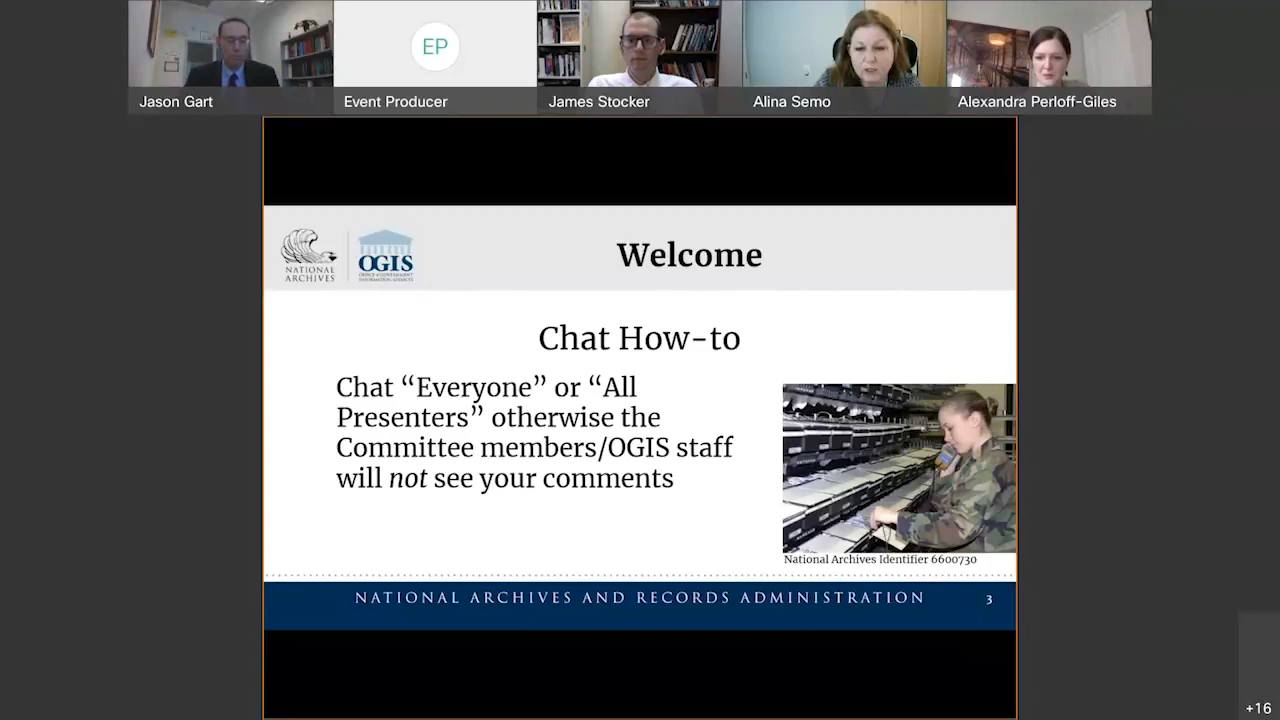 EP
Jason Gart
Event Producer
James Stocker
Alina Semo
Alexandra Perloff-Giles
NATIONAL
ARCHIVES
OGIS
OFFICE of GOVERNMENT
INFORMATION SERVICES
Welcome
Chat How-to
Chat “Everyone” or “All
Presenters” otherwise the
Committee members/OGIS staff
will not see your comments
National Archives Identifier 6600730
NATIONAL ARCHIVES AND RECORDS ADMINISTRATION
3
+16